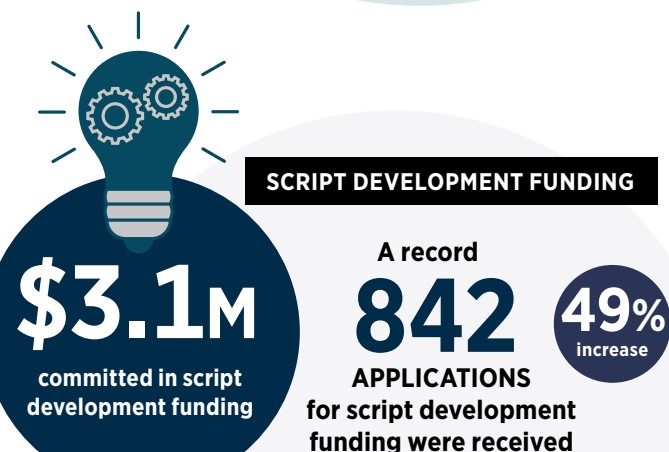 SCRIPT DEVELOPMENT FUNDING
$3.1M
committed in script
development funding
A record
842
APPLICATIONS
for script development
funding were received
49%
increase